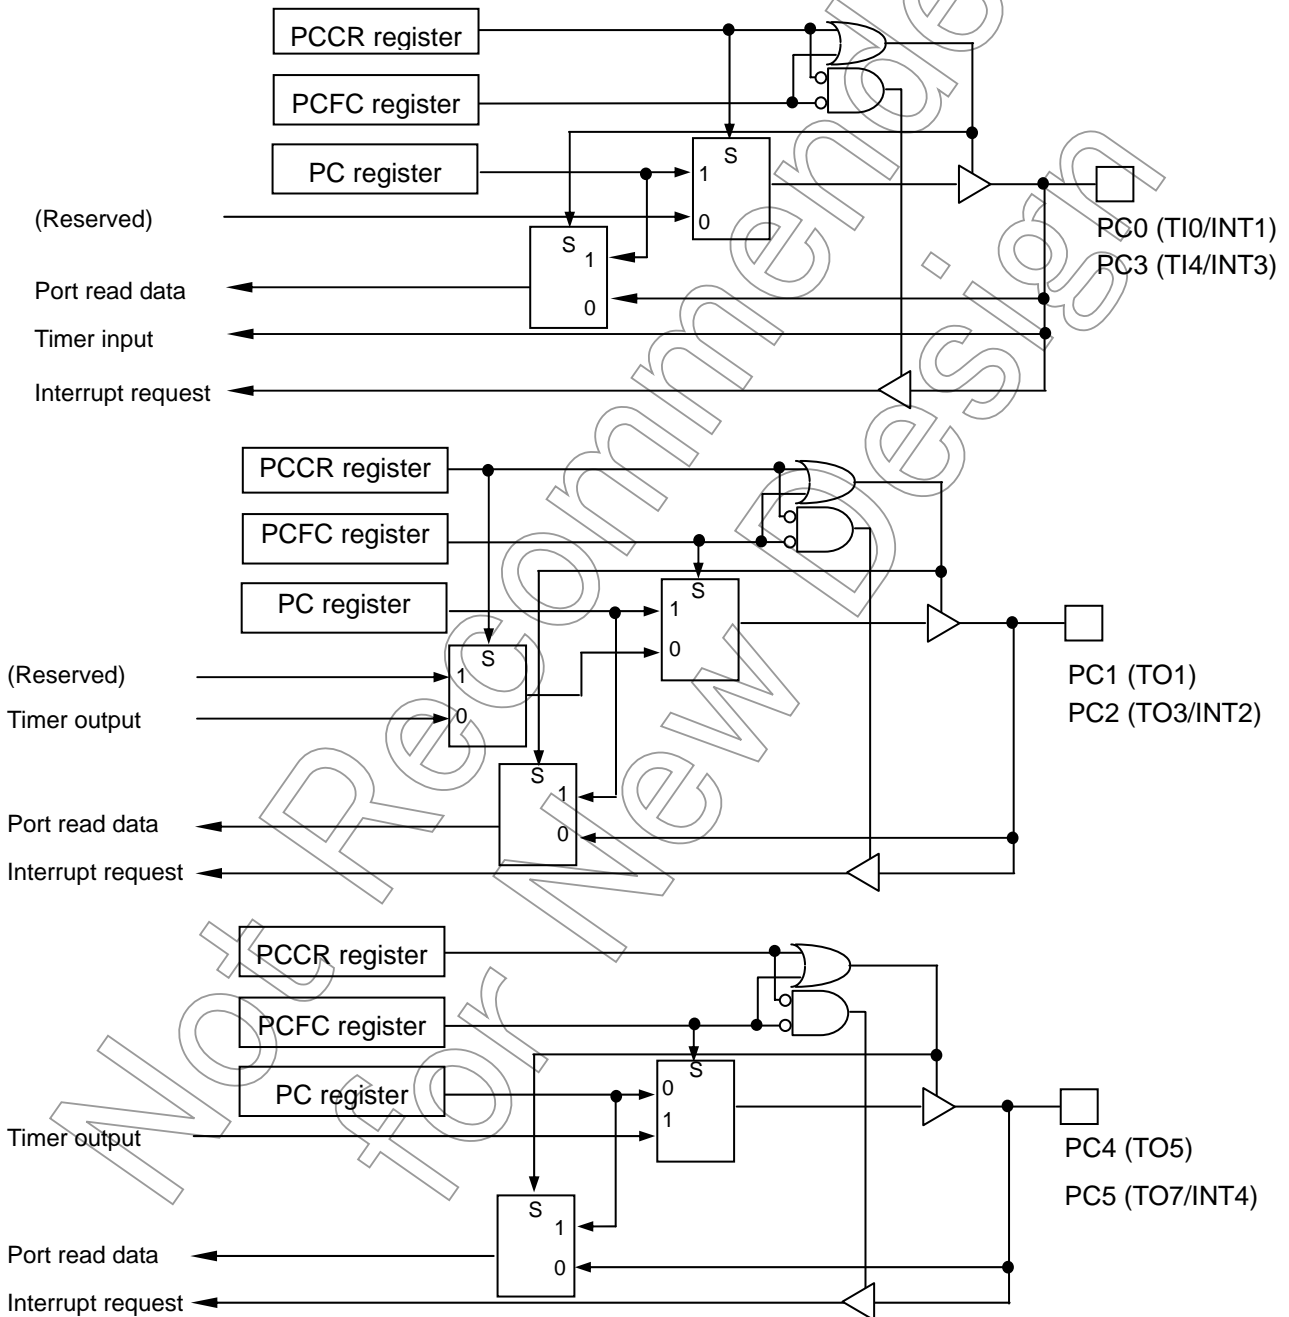 PCCR register
PCFC register
PC register
(Reserved)
S
1
0
S
1
0
Port read data
Timer input
Interrupt request
PC0 (TI0/INT1)
PC3 (TI4/INT3)
PCCR register
PCFC register
PC register
S
1
0
(Reserved)
Timer output
S
1
0
S
1
0
Port read data
Interrupt request
PC1 (TO1)
PC2 (TO3/INT2)
PCCR register
PCFC register
PC register
S
0
1
Timer output
S
1
0
Port read data
Interrupt request
PC4 (TO5)
PC5 (TO7/INT4)
Not Recommended
for New Design